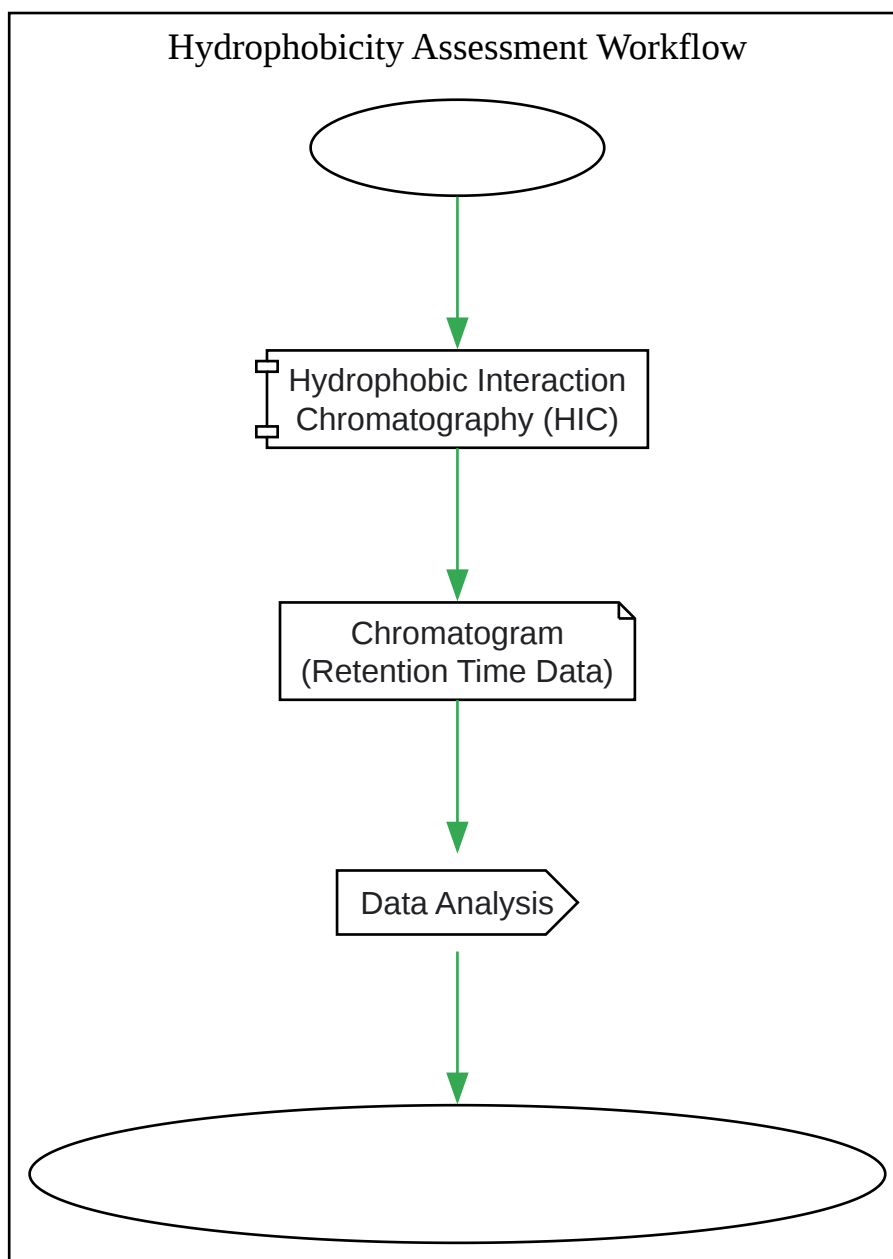 Hydrophobicity Assessment Workflow
Hydrophobic Interaction
Chromatography (HIC)
Chromatogram
(Retention Time Data)
Data Analysis